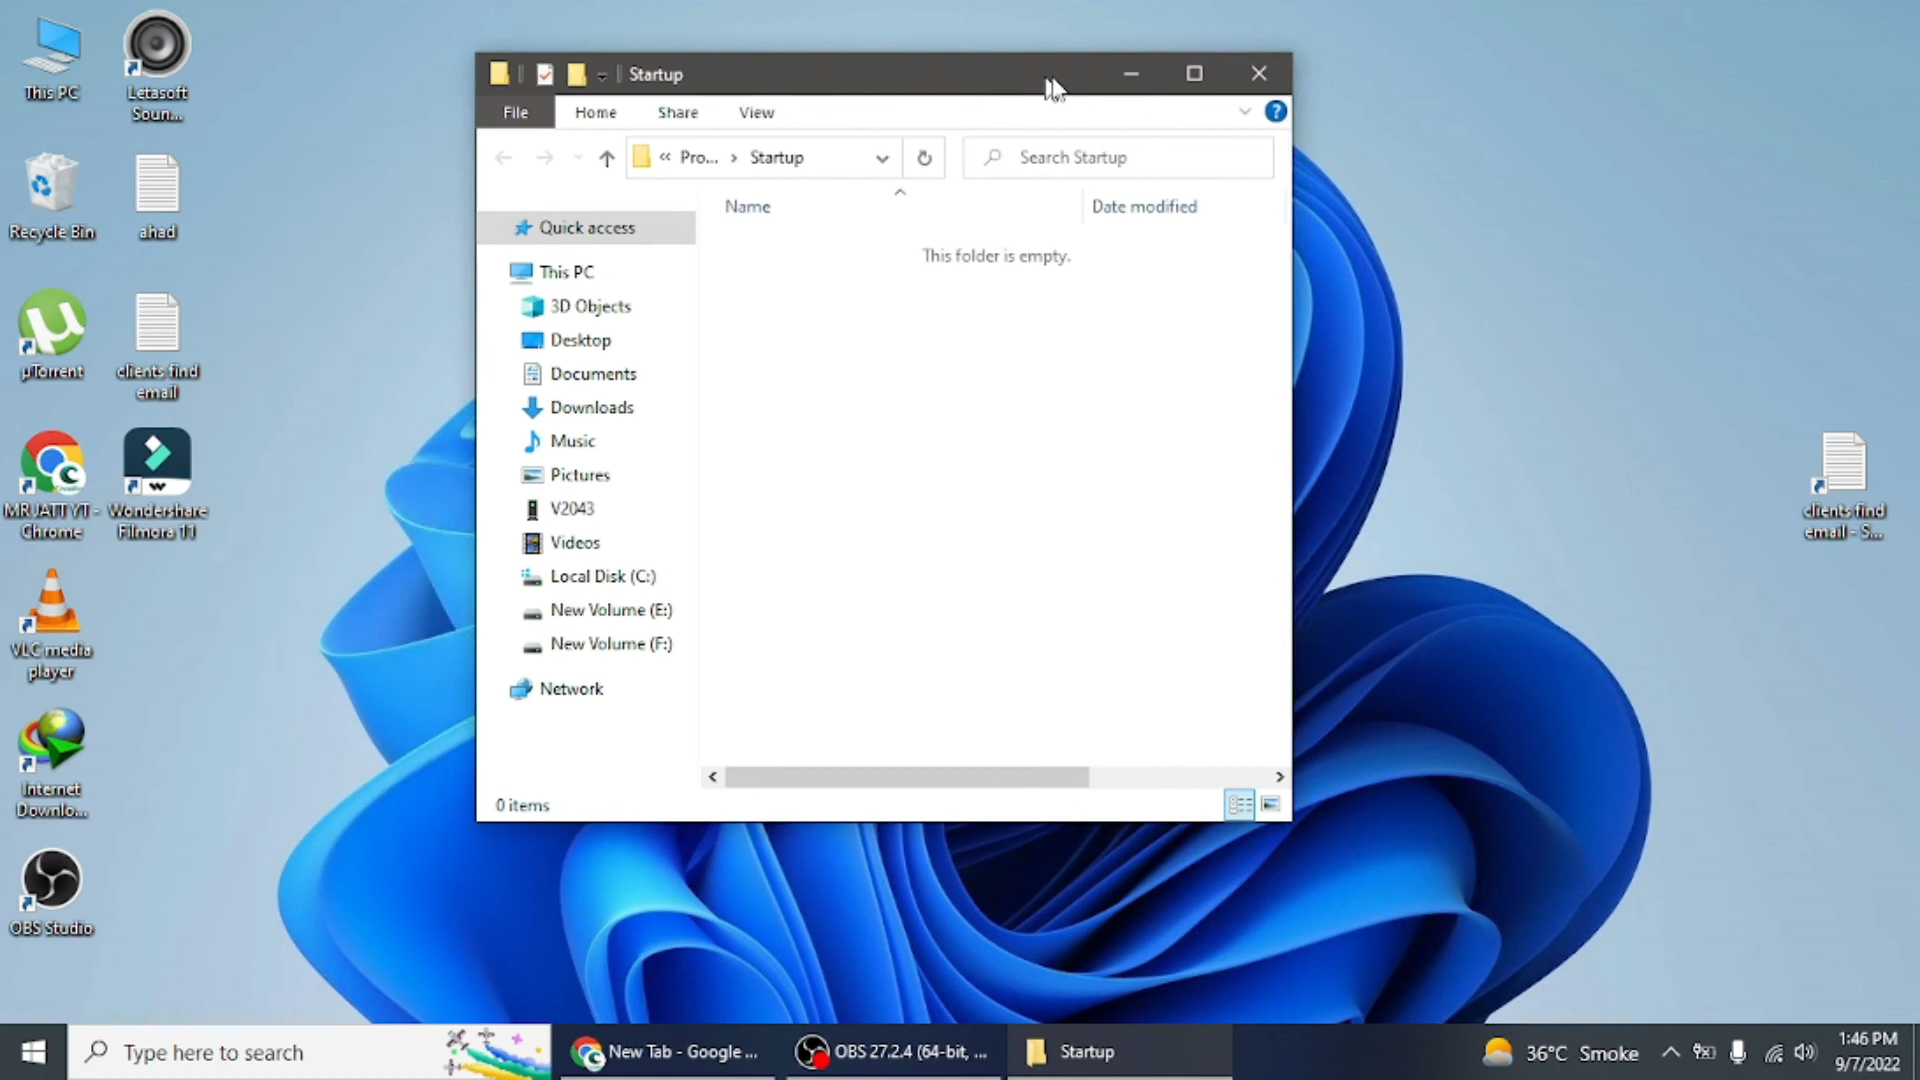 This PC
Letasoft
Soun...
Recycle Bin
ahad
µTorrent
clients find
email
MR JATT YT -
Chrome
Wondershare
Filmora 11
VLC media
player
Internet
Downlo...
OBS Studio
Startup
File
Home
Share
View
?
« Pro... › Startup
Search Startup
Name
Date modified
This folder is empty.
Quick access
This PC
3D Objects
Desktop
Documents
Downloads
Music
Pictures
V2043
Videos
Local Disk (C:)
New Volume (E:)
New Volume (F:)
Network
0 items
clients find
email - S...
Type here to search
New Tab - Google ...
OBS 27.2.4 (64-bit, ...
Startup
36°C Smoke
1:46 PM
9/7/2022